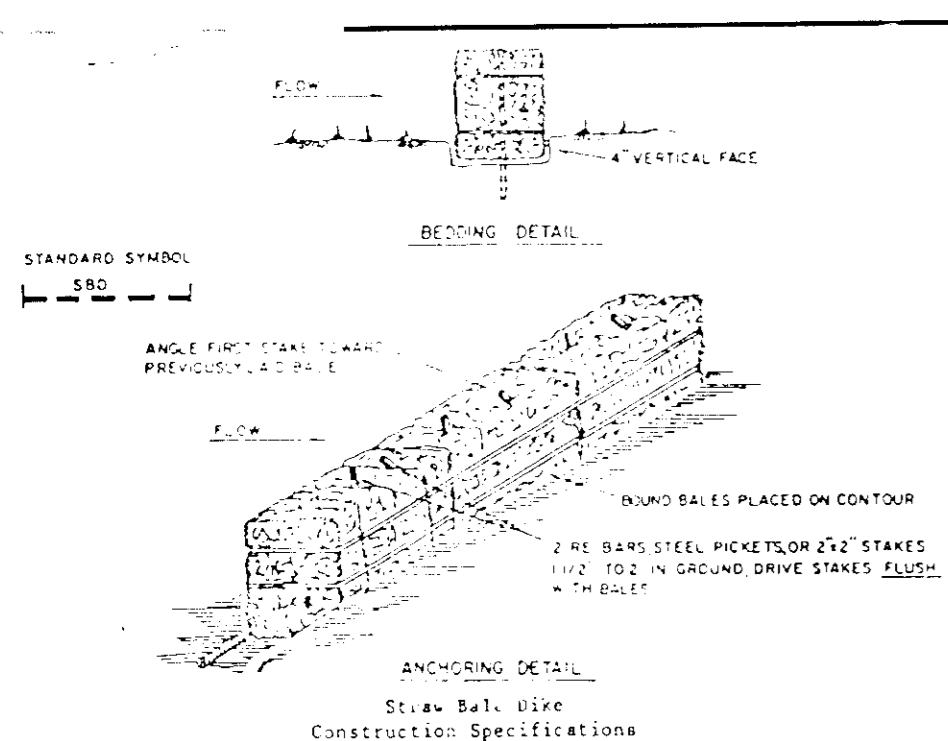 FLOW
4" VERTICAL FACE
BEDDING DETAIL
STANDARD SYMBOL
SBD
ANGLE FIRST STAKE TOWARD
PREVIOUSLY LAID BALE
FLOW
BOUND BALES PLACED ON CONTOUR
2 RE BARS, STEEL PICKETS, OR 2"x2" STAKES
1 1/2' TO 2' IN GROUND, DRIVE STAKES FLUSH
WITH BALES
ANCHORING DETAIL
Straw Bale Dike
Construction Specifications